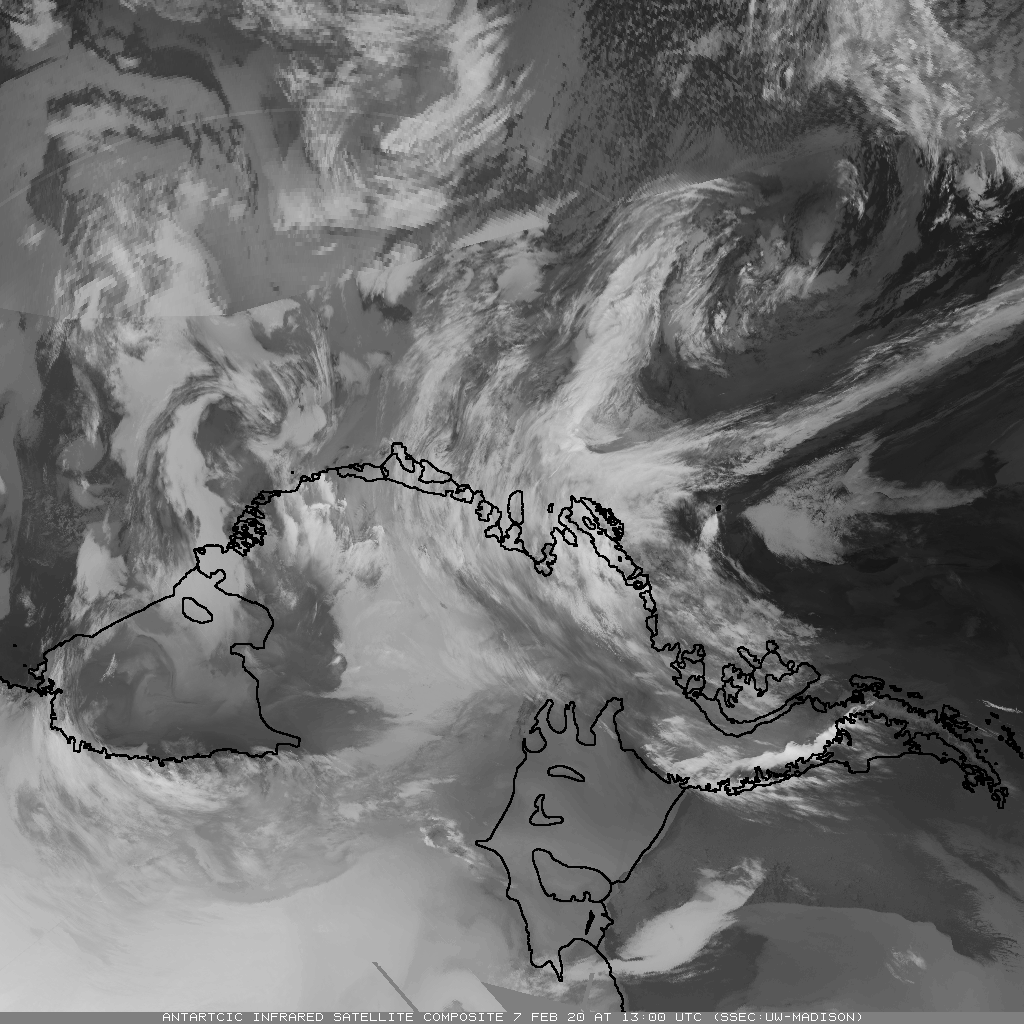 ANTARTCIC INFRARED SATELLITE COMPOSITE 7 FEB 20 AT 13:00 UTC (SSEC:UW-MADISON)